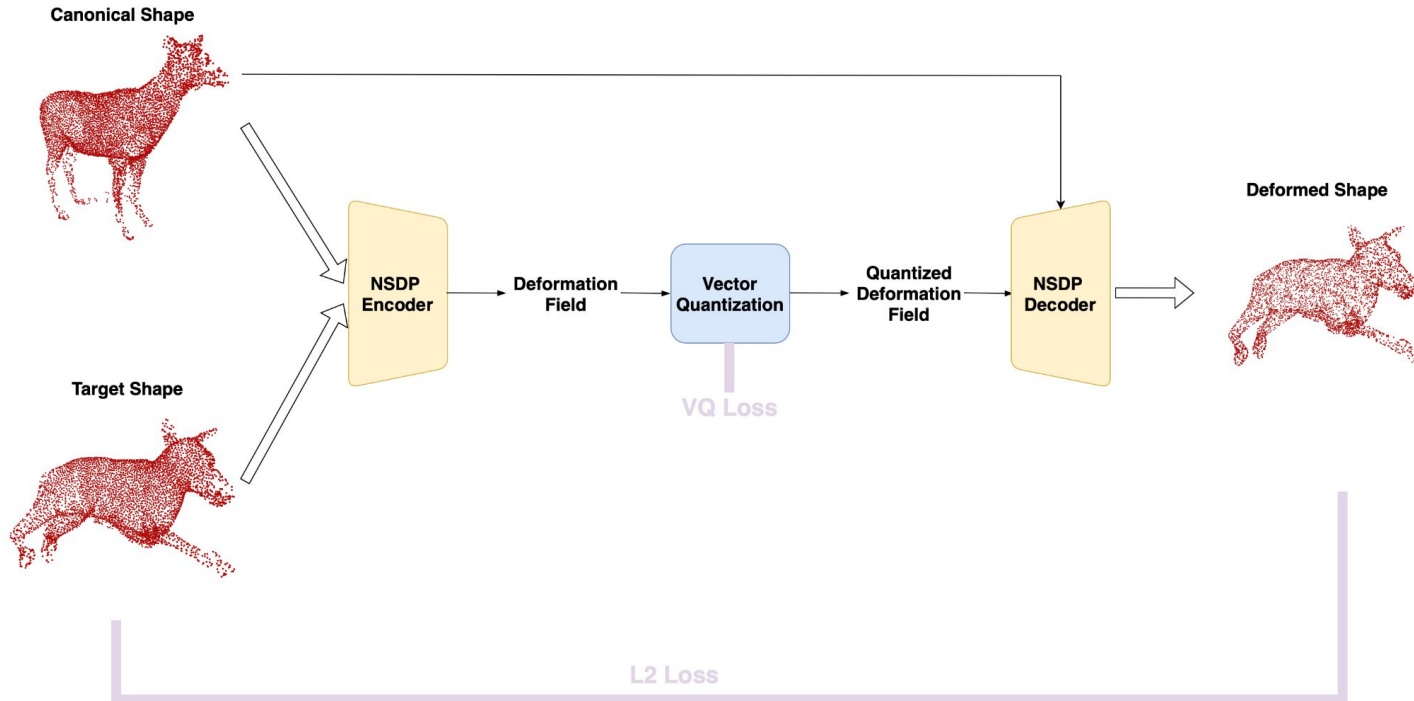 Canonical Shape
Deformed Shape
NSDP
Encoder
Deformation
Field
Vector
Quantization
Quantized
Deformation
Field
NSDP
Decoder
Target Shape
VQ Loss
L2 Loss